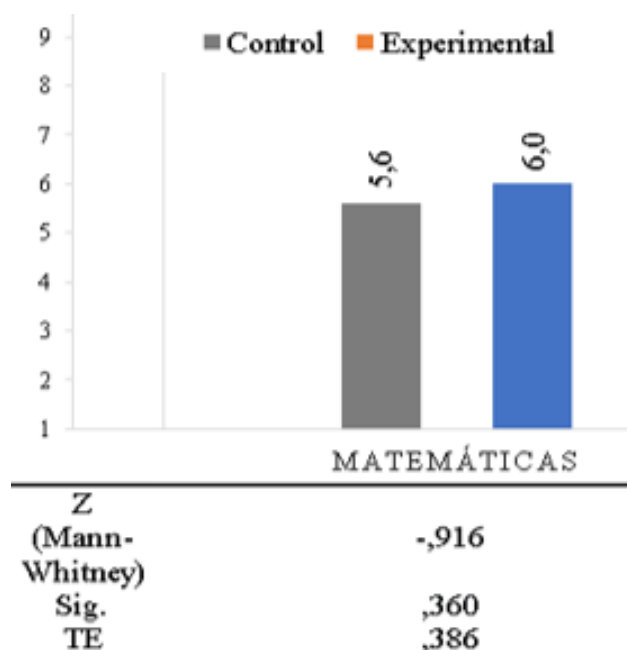 9
Control Experimental
8
7
6
5
4
3
2
1
5,6
6,0
MATEMÁTICAS
Z
(Mann-
Whitney)
-,916
Sig. ,360
TE ,386